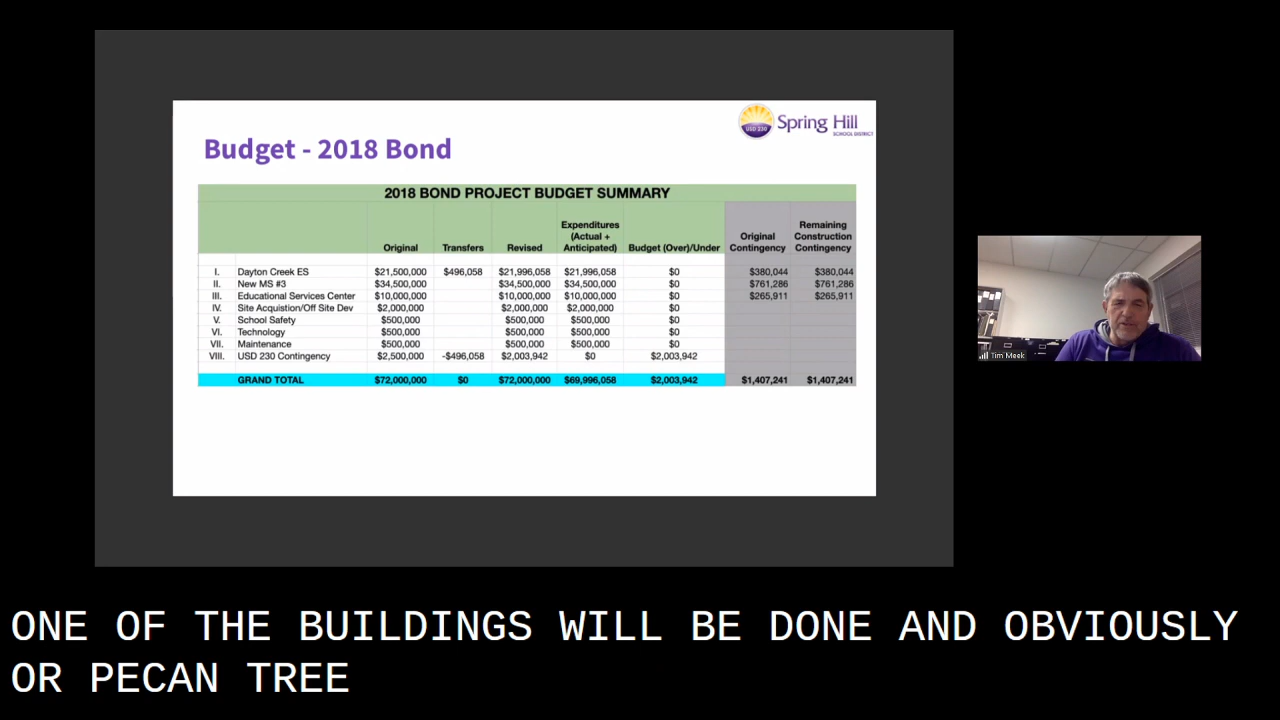 USD 230
Spring Hill
SCHOOL DISTRICT
Budget - 2018 Bond
2018 BOND PROJECT BUDGET SUMMARY
Original Transfers Revised Expenditures (Actual + Anticipated) Budget (Over)/Under Original Contingency Remaining Construction Contingency
I. Dayton Creek ES $21,500,000 $496,058 $21,996,058 $21,996,058 $0 $380,044 $380,044
II. New MS #3 $34,500,000 $34,500,000 $34,500,000 $0 $761,286 $761,286
III. Educational Services Center $10,000,000 $10,000,000 $10,000,000 $0 $265,911 $265,911
IV. Site Acquistion/Off Site Dev $2,000,000 $2,000,000 $2,000,000 $0
V. School Safety $500,000 $500,000 $500,000 $0
VI. Technology $500,000 $500,000 $500,000 $0
VII. Maintenance $500,000 $500,000 $500,000 $0
VIII. USD 230 Contingency $2,500,000 -$496,058 $2,003,942 $0 $2,003,942
GRAND TOTAL $72,000,000 $0 $72,000,000 $69,996,058 $2,003,942 $1,407,241 $1,407,241
Tim Meek
ONE OF THE BUILDINGS WILL BE DONE AND OBVIOUSLY
OR PECAN TREE